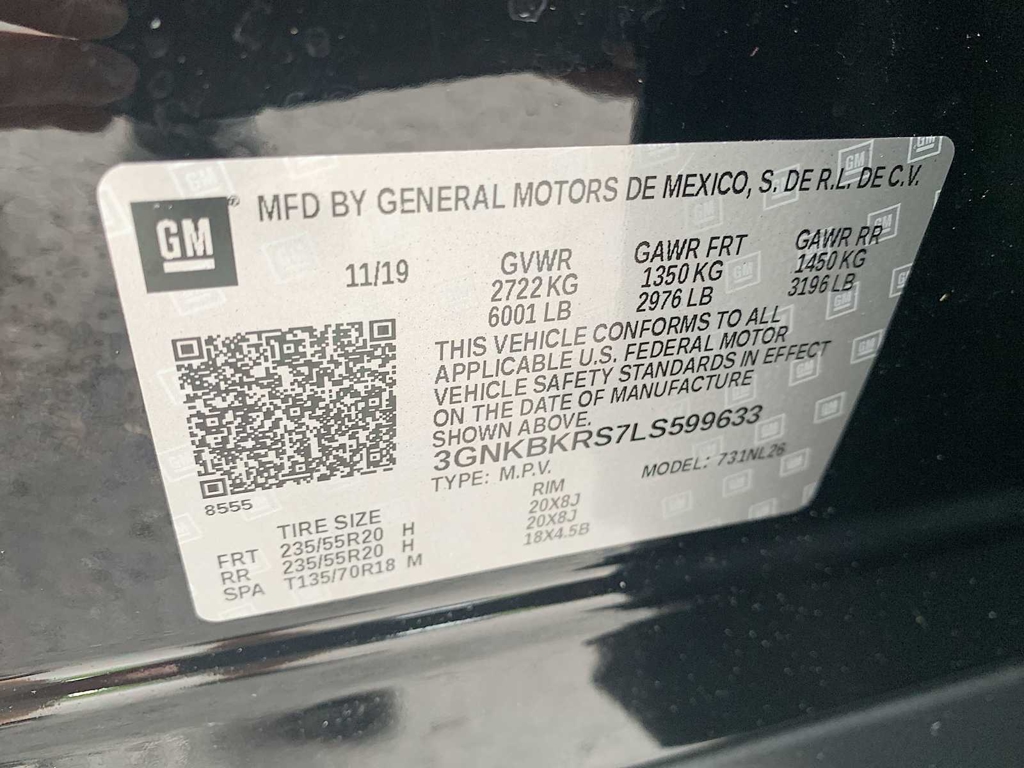 GM® MFD BY GENERAL MOTORS DE MEXICO, S. DE R.L. DE C.V.
11/19
GVWR
2722 KG
6001 LB
GAWR FRT
1350 KG
2976 LB
GAWR RR
1450 KG
3196 LB
THIS VEHICLE CONFORMS TO ALL
APPLICABLE U.S. FEDERAL MOTOR
VEHICLE SAFETY STANDARDS IN EFFECT
ON THE DATE OF MANUFACTURE
SHOWN ABOVE.
3GNKBKRS7LS599633
TYPE: M.P.V. MODEL: 731NL26
8555
TIRE SIZE RIM
FRT 235/55R20 H 20X8J
RR 235/55R20 H 20X8J
SPA T135/70R18 M 18X4.5B